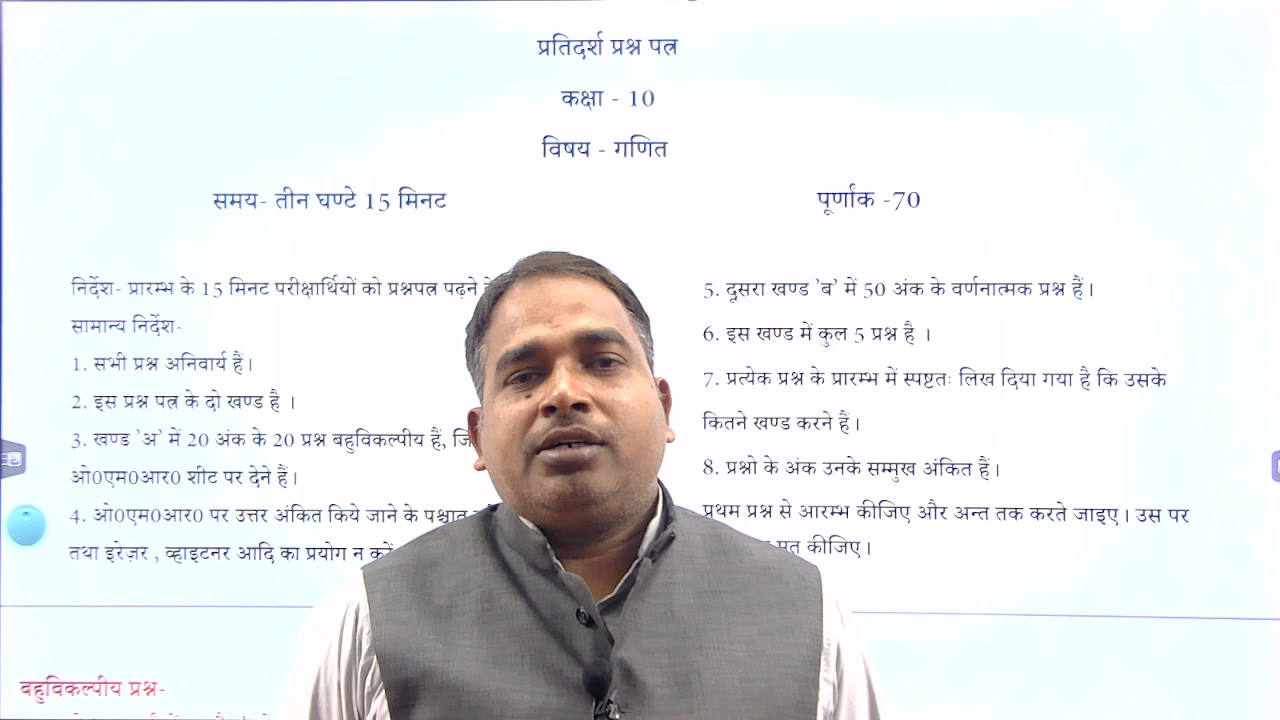 प्रतिदर्श प्रश्न पत्र
कक्षा - 10
विषय - गणित
समय- तीन घण्टे 15 मिनट
पूर्णांक -70
निर्देश- प्रारम्भ के 15 मिनट परीक्षार्थियों को प्रश्नपत्र पढ़ने
सामान्य निर्देश-
1. सभी प्रश्न अनिवार्य हैं।
2. इस प्रश्न पत्र के दो खण्ड है ।
3. खण्ड 'अ' में 20 अंक के 20 प्रश्न बहुविकल्पीय हैं,
ओ0एम0आर0 शीट पर देने हैं।
4. ओ0एम0आर0 पर उत्तर अंकित किये जाने के पश्चात
तथा इरेज़र , व्हाइटनर आदि का प्रयोग न करें
5. दूसरा खण्ड 'ब' में 50 अंक के वर्णनात्मक प्रश्न हैं।
6. इस खण्ड में कुल 5 प्रश्न है ।
7. प्रत्येक प्रश्न के प्रारम्भ में स्पष्टतः लिख दिया गया है कि उसके
कितने खण्ड करने हैं।
8. प्रश्नो के अंक उनके सम्मुख अंकित हैं।
प्रथम प्रश्न से आरम्भ कीजिए और अन्त तक करते जाइए। उस पर
मत कीजिए।
बहुविकल्पीय प्रश्न-